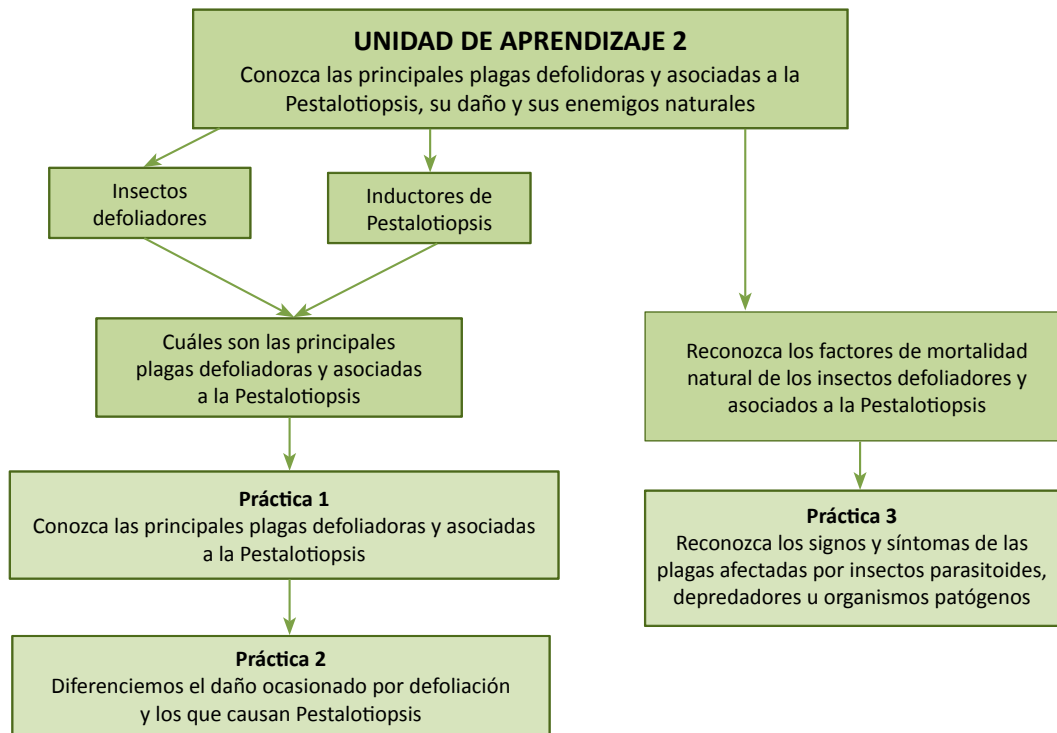 UNIDAD DE APRENDIZAJE 2
Conozca las principales plagas defolidoras y asociadas a la
Pestalotiopsis, su daño y sus enemigos naturales
Insectos
defoliadores
Inductores de
Pestalotiopsis
Cuáles son las principales
plagas defoliadoras y asociadas
a la Pestalotiopsis
Reconozca los factores de mortalidad
natural de los insectos defoliadores y
asociados a la Pestalotiopsis
Práctica 1
Conozca las principales plagas defoliadoras y asociadas
a la Pestalotiopsis
Práctica 3
Reconozca los signos y síntomas de las
plagas afectadas por insectos parasitoides,
depredadores u organismos patógenos
Práctica 2
Diferenciemos el daño ocasionado por defoliación
y los que causan Pestalotiopsis